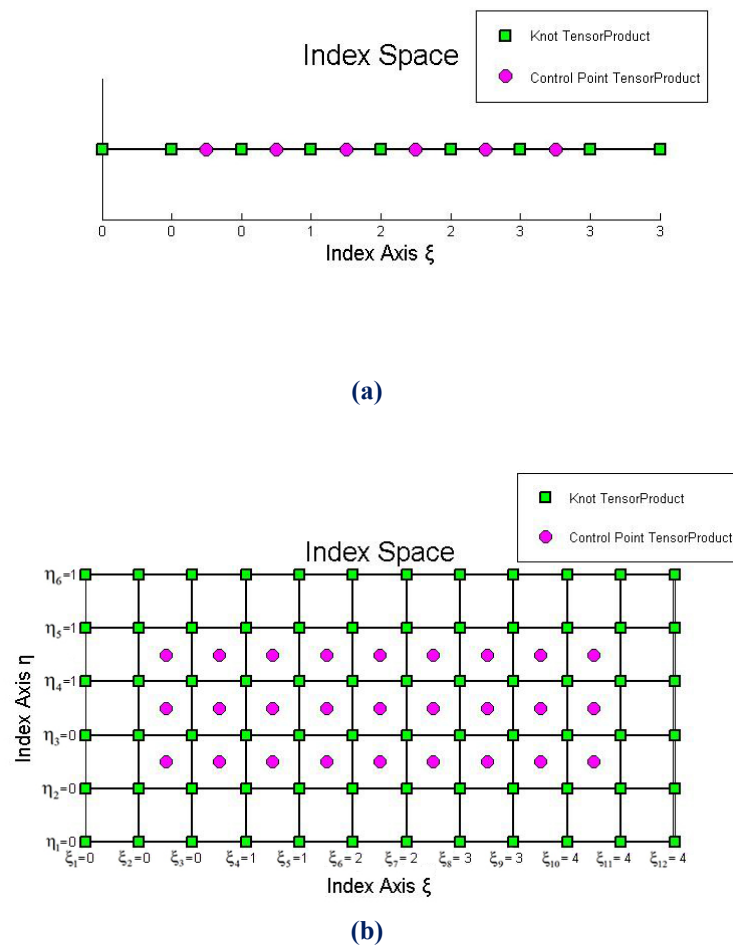 Knot TensorProduct
Index Space
Control Point TensorProduct
0 0 0 1 2 2 3 3 3
Index Axis ξ
(a)
Knot TensorProduct
Control Point TensorProduct
Index Space
η₆=1
η₅=1
η₄=1
η₃=0
η₂=0
η₁=0
Index Axis η
ξ₁=0 ξ₂=0 ξ₃=0 ξ₄=1 ξ₅=1 ξ₆=2 ξ₇=2 ξ₈=3 ξ₉=3 ξ₁₀=4 ξ₁₁=4 ξ₁₂=4
Index Axis ξ
(b)